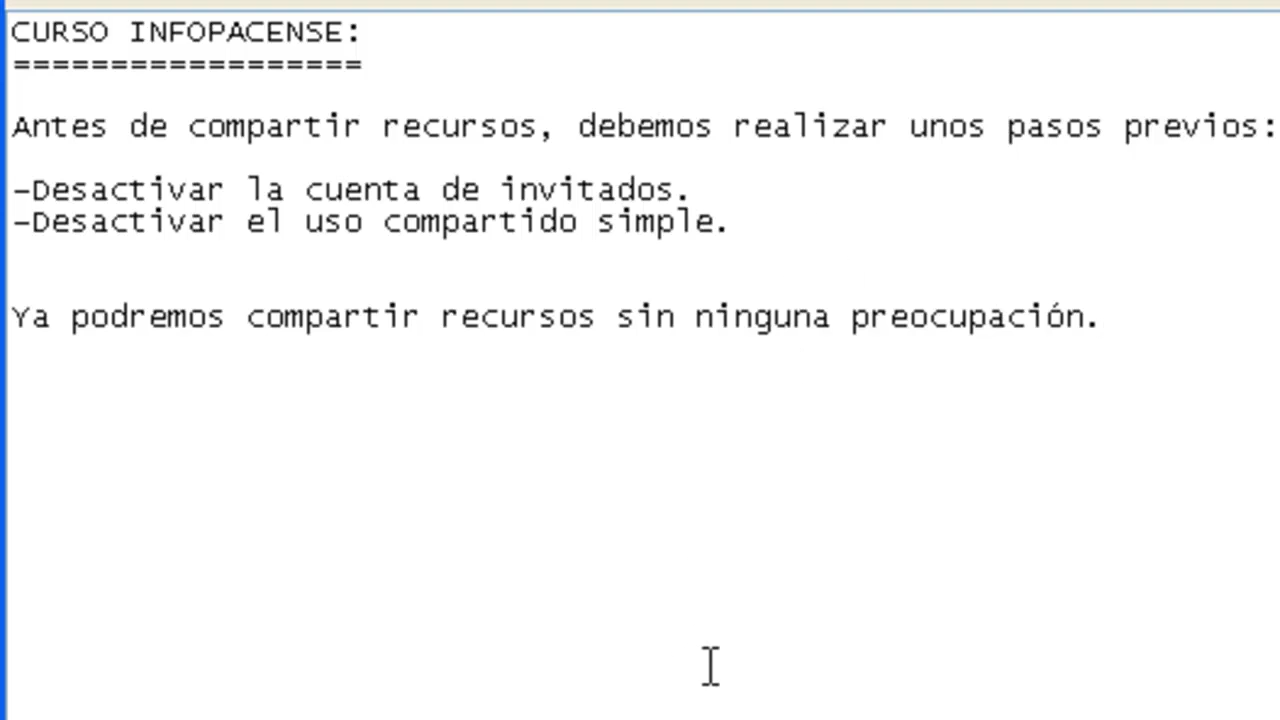 CURSO INFOPACENSE:
==================
Antes de compartir recursos, debemos realizar unos pasos previos:
-Desactivar la cuenta de invitados.
-Desactivar el uso compartido simple.
Ya podremos compartir recursos sin ninguna preocupación.